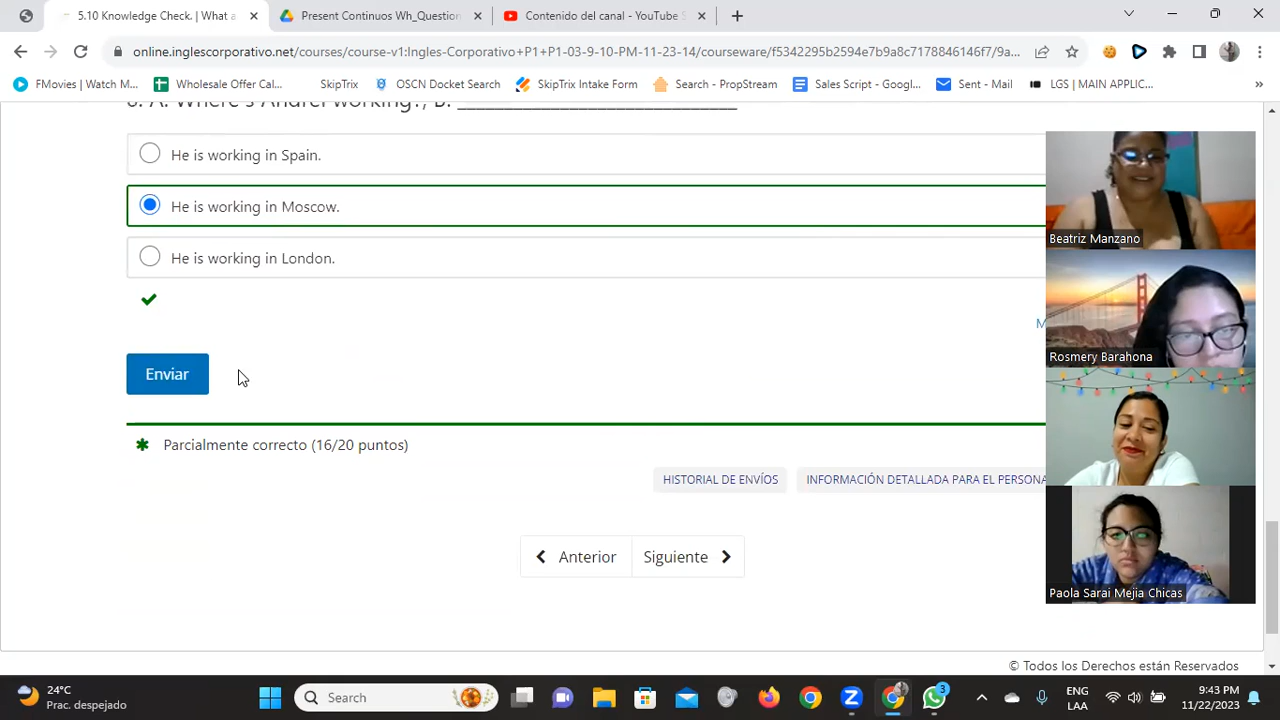 5.10 Knowledge Check. | What a
Present Continuos Wh_Question
Contenido del canal - YouTube S
online.inglescorporativo.net/courses/course-v1:Ingles-Corporativo+P1+P1-03-9-10-PM-11-23-14/courseware/f5342295b2594e7b9a8c7178846146f7/9a...
FMovies | Watch M...
Wholesale Offer Cal...
SkipTrix
OSCN Docket Search
SkipTrix Intake Form
Search - PropStream
Sales Script - Googl...
Sent - Mail
LGS | MAIN APPLIC...
»
A: Where's Andrei working?/ B: ______________________________
He is working in Spain.
He is working in Moscow.
He is working in London.
M
Enviar
Parcialmente correcto (16/20 puntos)
HISTORIAL DE ENVÍOS
INFORMACIÓN DETALLADA PARA EL PERSONA
Anterior
Siguiente
Beatriz Manzano
Rosmery Barahona
Paola Sarai Mejia Chicas
© Todos los Derechos están Reservados
24°C
Prac. despejado
Search
3
ENG
LAA
9:43 PM
11/22/2023